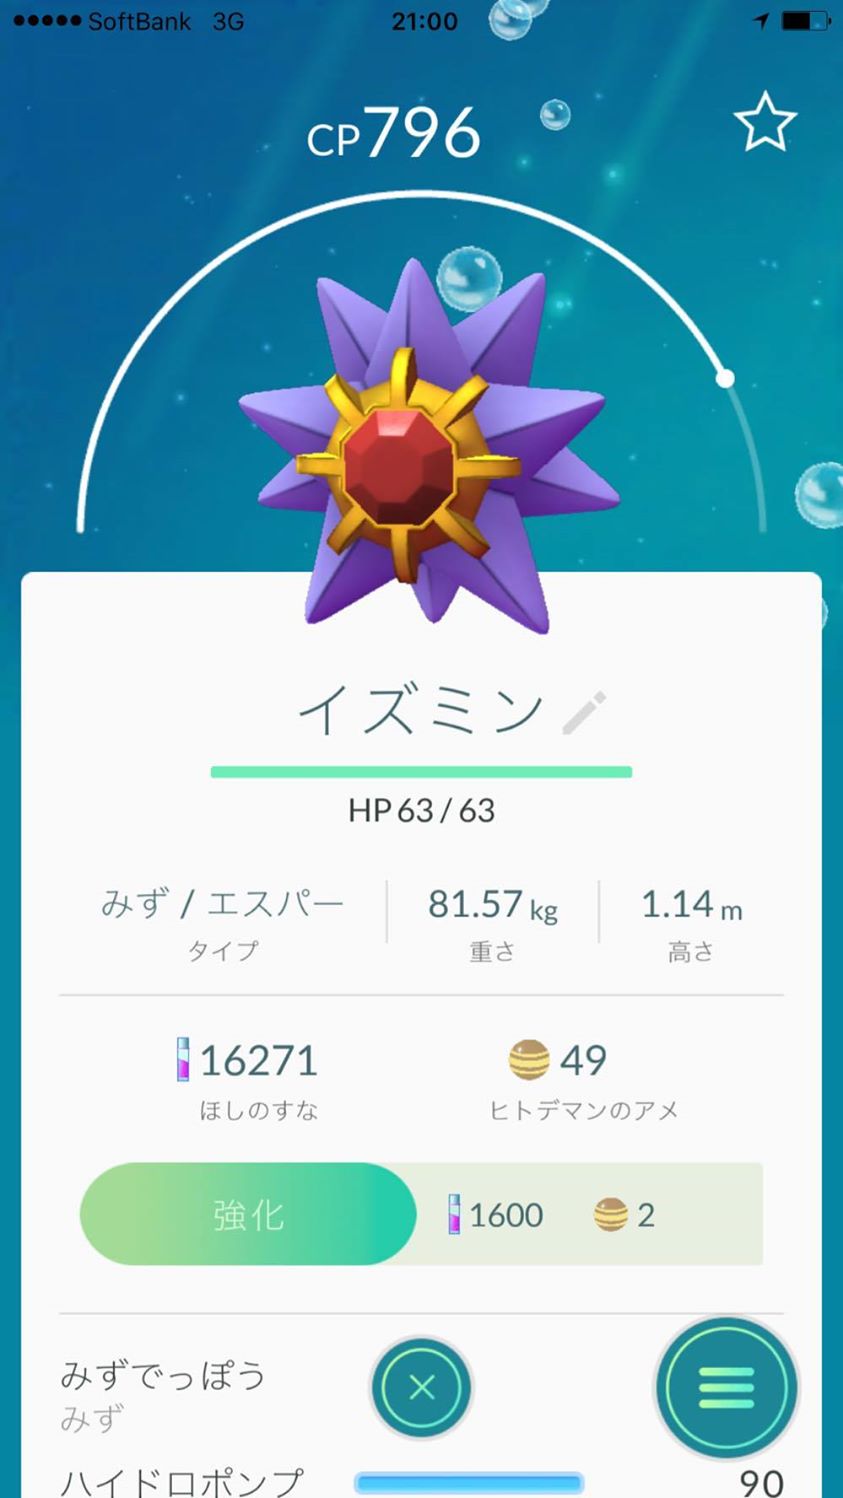 SoftBank 3G 21:00
CP796
イズミン
HP 63 / 63
みず / エスパー 81.57 kg 1.14 m
タイプ 重さ 高さ
16271 49
ほしのすな ヒトデマンのアメ
強化 1600 2
みずでっぽう
みず
ハイドロポンプ 90